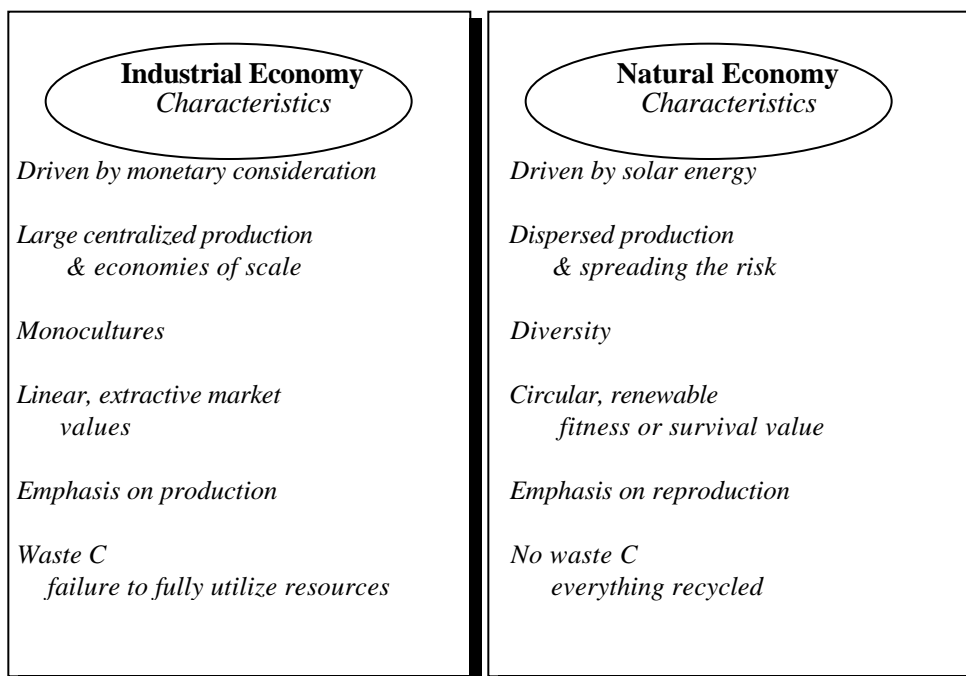 Industrial Economy
Characteristics
Driven by monetary consideration
Large centralized production
& economies of scale
Monocultures
Linear, extractive market
values
Emphasis on production
Waste C
failure to fully utilize resources
Natural Economy
Characteristics
Driven by solar energy
Dispersed production
& spreading the risk
Diversity
Circular, renewable
fitness or survival value
Emphasis on reproduction
No waste C
everything recycled